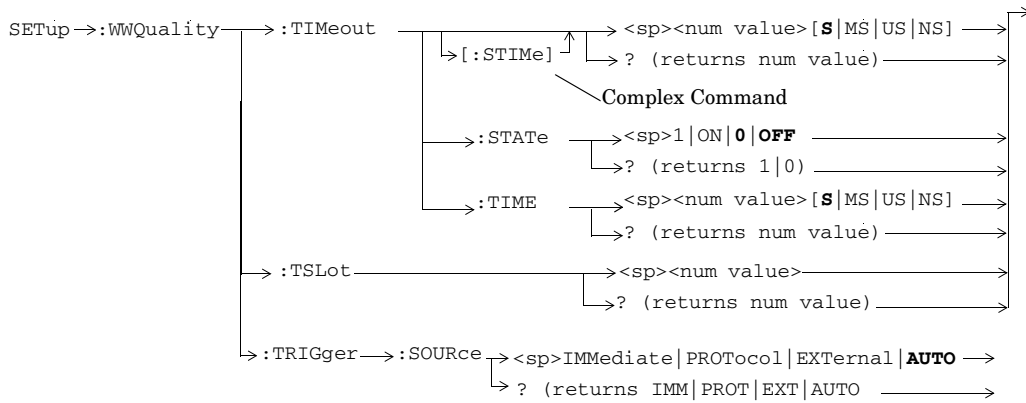 SETup :WWQuality :TIMeout <sp><num value>[S|MS|US|NS]
[:STIMe] ? (returns num value)
Complex Command
:STATe <sp>1|ON|0|OFF
? (returns 1|0)
:TIME <sp><num value>[S|MS|US|NS]
? (returns num value)
:TSLot <sp><num value>
? (returns num value)
:TRIGger :SOURce <sp>IMMediate|PROTocol|EXTernal|AUTO
? (returns IMM|PROT|EXT|AUTO